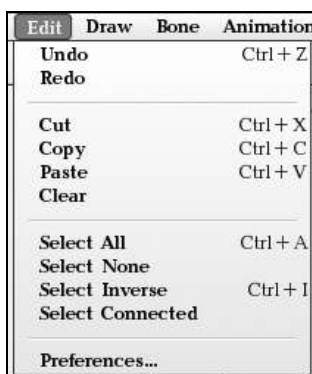 Edit Draw Bone Animation
Undo Ctrl+Z
Redo
Cut Ctrl+X
Copy Ctrl+C
Paste Ctrl+V
Clear
Select All Ctrl+A
Select None
Select Inverse Ctrl+I
Select Connected
Preferences...